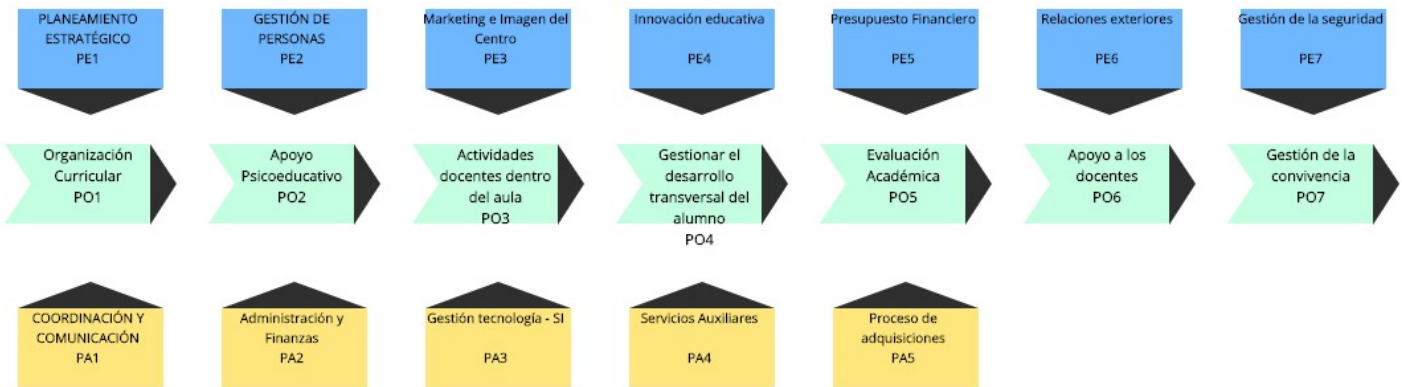 PLANEAMIENTO
ESTRATÉGICO
PE1
GESTIÓN DE
PERSONAS
PE2
Marketing e Imagen del
Centro
PE3
Innovación educativa
PE4
Presupuesto Financiero
PE5
Relaciones exteriores
PE6
Gestión de la seguridad
PE7
Organización
Curricular
PO1
Apoyo
Psicoeducativo
PO2
Actividades
docentes dentro
del aula
PO3
Gestionar el
desarrollo
transversal del
alumno
PO4
Evaluación
Académica
PO5
Apoyo a los
docentes
PO6
Gestión de la
convivencia
PO7
COORDINACIÓN Y
COMUNICACIÓN
PA1
Administración y
Finanzas
PA2
Gestión tecnología - SI
PA3
Servicios Auxiliares
PA4
Proceso de
adquisiciones
PA5